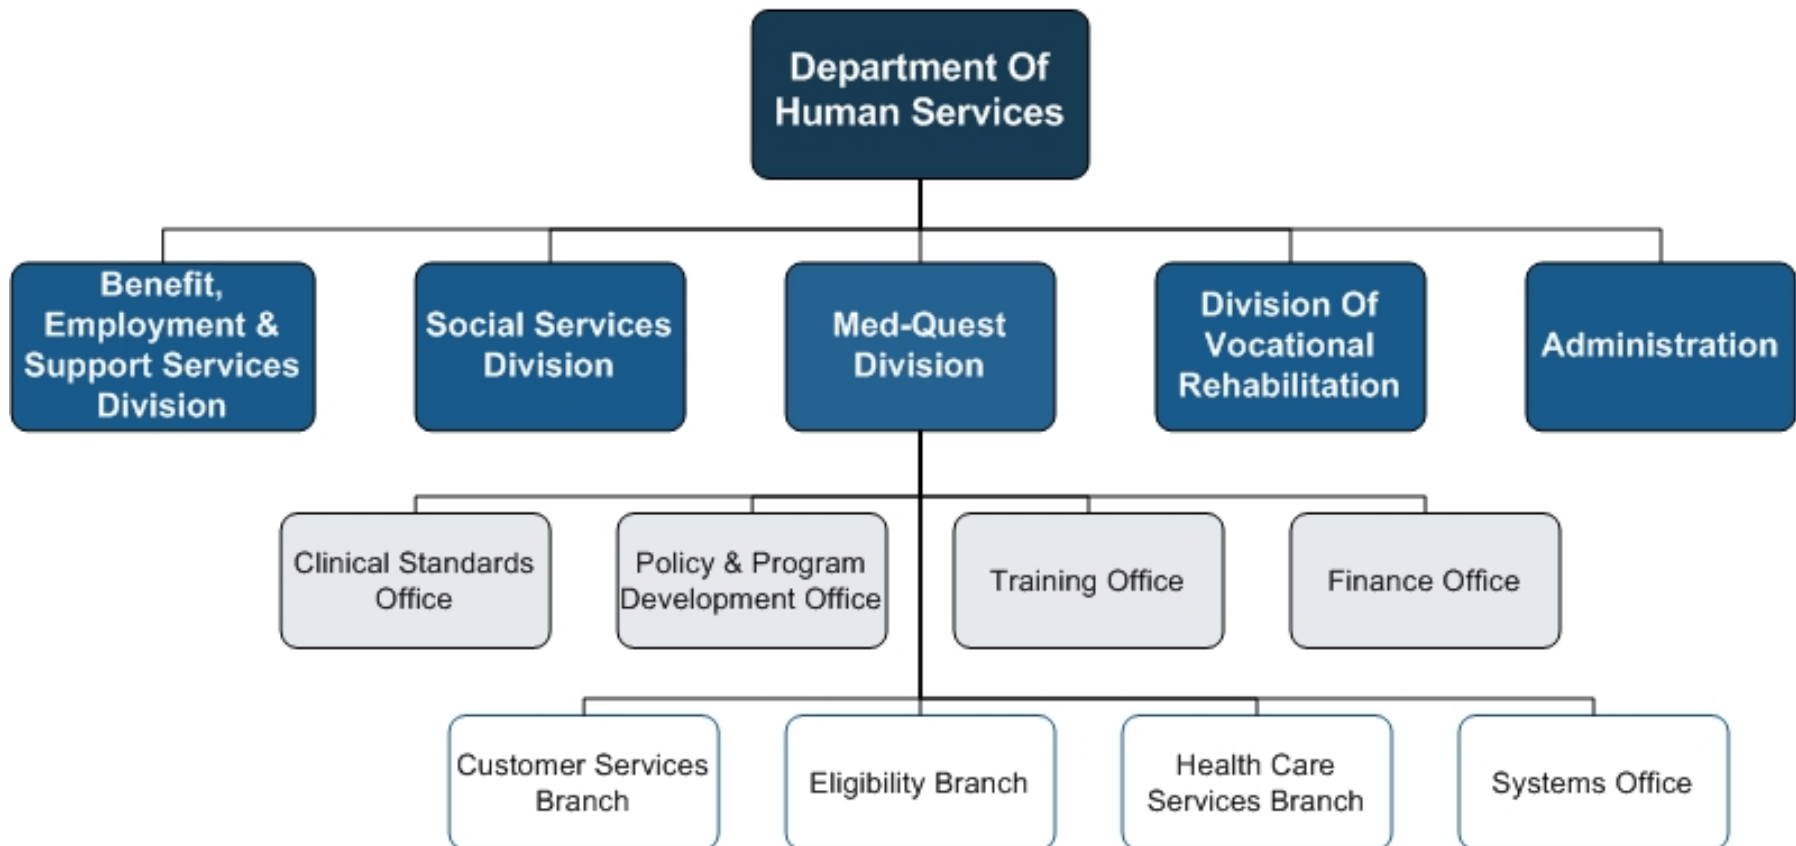 Department Of
Human Services
Benefit,
Employment &
Support Services
Division
Social Services
Division
Med-Quest
Division
Division Of
Vocational
Rehabilitation
Administration
Clinical Standards
Office
Policy & Program
Development Office
Training Office
Finance Office
Customer Services
Branch
Eligibility Branch
Health Care
Services Branch
Systems Office